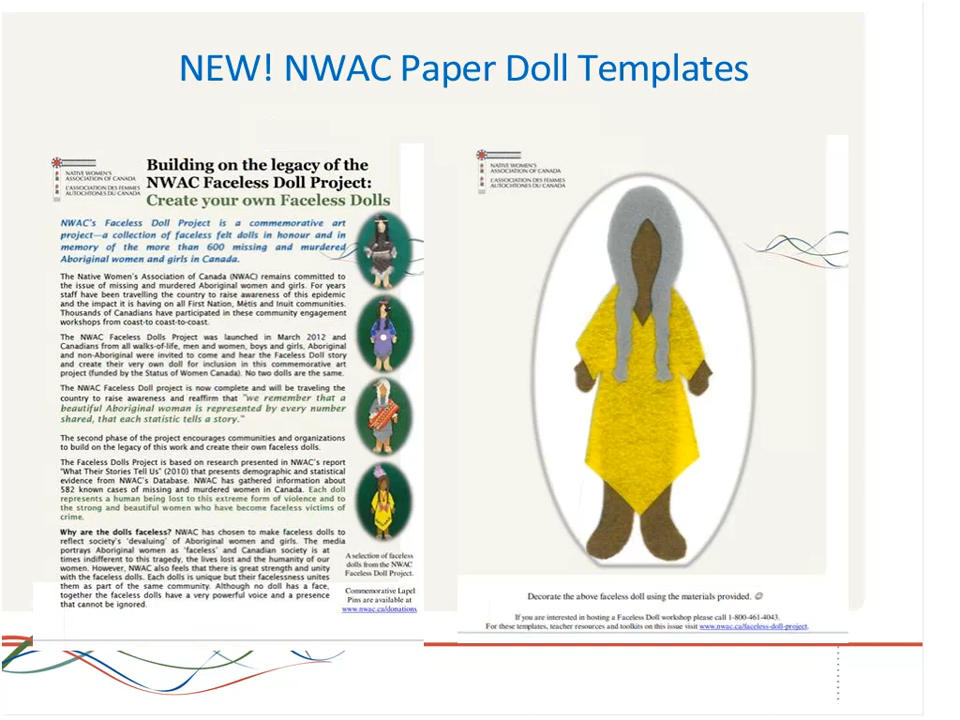 NEW! NWAC Paper Doll Templates
NATIVE WOMEN'S
ASSOCIATION OF CANADA
L'ASSOCIATION DES FEMMES
AUTOCHTONES DU CANADA
Building on the legacy of the
NWAC Faceless Doll Project:
Create your own Faceless Dolls
NWAC's Faceless Doll Project is a commemorative art
project—a collection of faceless felt dolls in honour and in
memory of the more than 600 missing and murdered
Aboriginal women and girls in Canada.
The Native Women's Association of Canada (NWAC) remains committed to
the issue of missing and murdered Aboriginal women and girls. For years
staff have been travelling the country to raise awareness of this epidemic
and the impact it is having on all First Nation, Métis and Inuit communities.
Thousands of Canadians have participated in these community engagement
workshops from coast-to coast-to-coast.
The NWAC Faceless Dolls Project was launched in March 2012 and
Canadians from all walks-of-life, men and women, boys and girls, Aboriginal
and non-Aboriginal were invited to come and hear the Faceless Doll story
and create their very own doll for inclusion in this commemorative art
project (funded by the Status of Women Canada). No two dolls are the same.
The NWAC Faceless Doll project is now complete and will be traveling the
country to raise awareness and reaffirm that "we remember that a
beautiful Aboriginal woman is represented by every number
shared, that each statistic tells a story."
The second phase of the project encourages communities and organizations
to build on the legacy of this work and create their own faceless dolls.
The Faceless Dolls Project is based on research presented in NWAC's report
"What Their Stories Tell Us" (2010) that presents demographic and statistical
evidence from NWAC's Database. NWAC has gathered information about
582 known cases of missing and murdered women in Canada. Each doll
represents a human being lost to this extreme form of violence and to
the strong and beautiful women who have become faceless victims of
crime.
Why are the dolls faceless? NWAC has chosen to make faceless dolls to
reflect society's 'devaluing' of Aboriginal women and girls. The media
portrays Aboriginal women as 'faceless' and Canadian society is at
times indifferent to this tragedy, the lives lost and the humanity of our
women. However, NWAC also feels that there is great strength and unity
with the faceless dolls. Each dolls is unique but their facelessness unites
them as part of the same community. Although no doll has a face,
together the faceless dolls have a very powerful voice and a presence
that cannot be ignored.
A selection of faceless
dolls from the NWAC
Faceless Doll Project.
Commemorative Lapel
Pins are available at
www.nwac.ca/donations
NATIVE WOMEN'S
ASSOCIATION OF CANADA
L'ASSOCIATION DES FEMMES
AUTOCHTONES DU CANADA
Decorate the above faceless doll using the materials provided. ☺
If you are interested in hosting a Faceless Doll workshop please call 1-800-461-4043.
For these templates, teacher resources and toolkits on this issue visit www.nwac.ca/faceless-doll-project.